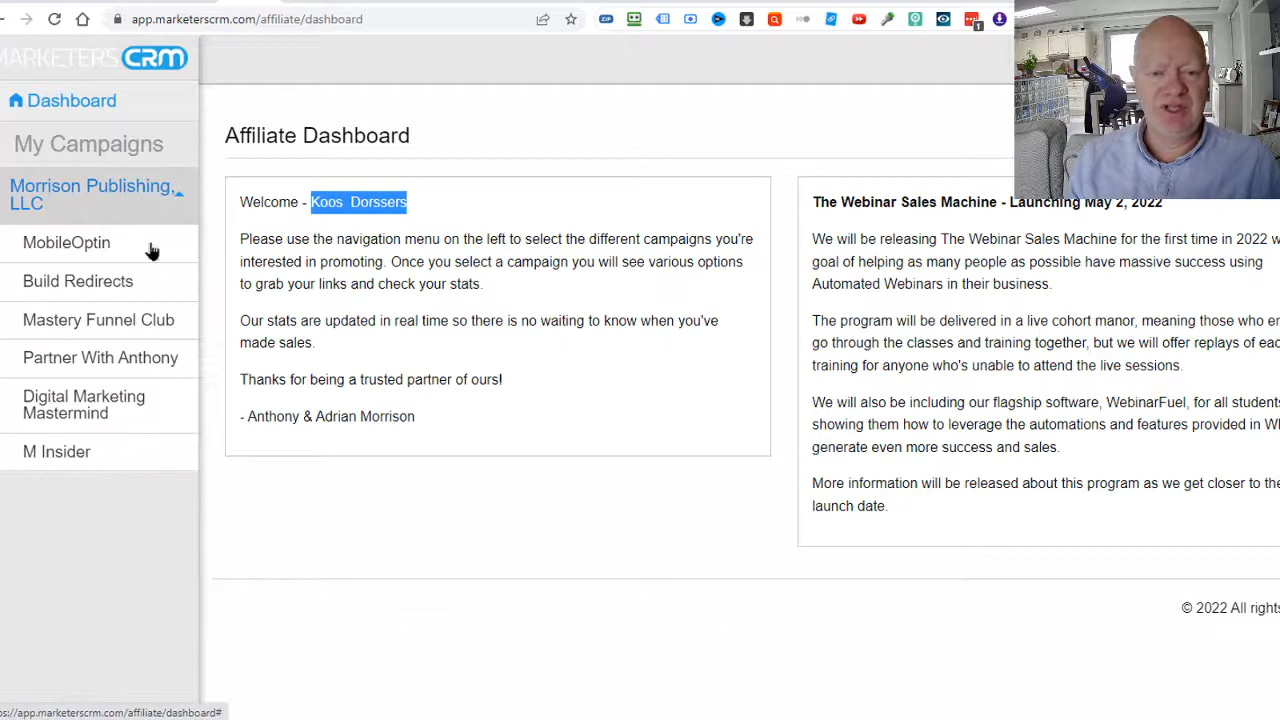 app.marketerscrm.com/affiliate/dashboard
ZIP
1
MARKETERS CRM
Dashboard
My Campaigns
Morrison Publishing,
LLC
MobileOptin
Build Redirects
Mastery Funnel Club
Partner With Anthony
Digital Marketing
Mastermind
M Insider
Affiliate Dashboard
Welcome - Koos Dorssers
Please use the navigation menu on the left to select the different campaigns you're
interested in promoting. Once you select a campaign you will see various options
to grab your links and check your stats.
Our stats are updated in real time so there is no waiting to know when you've
made sales.
Thanks for being a trusted partner of ours!
- Anthony & Adrian Morrison
The Webinar Sales Machine - Launching May 2, 2022
We will be releasing The Webinar Sales Machine for the first time in 2022 w
goal of helping as many people as possible have massive success using
Automated Webinars in their business.
The program will be delivered in a live cohort manor, meaning those who en
go through the classes and training together, but we will offer replays of eac
training for anyone who's unable to attend the live sessions.
We will also be including our flagship software, WebinarFuel, for all students
showing them how to leverage the automations and features provided in W
generate even more success and sales.
More information will be released about this program as we get closer to the
launch date.
© 2022 All rights
ps://app.marketerscrm.com/affiliate/dashboard#